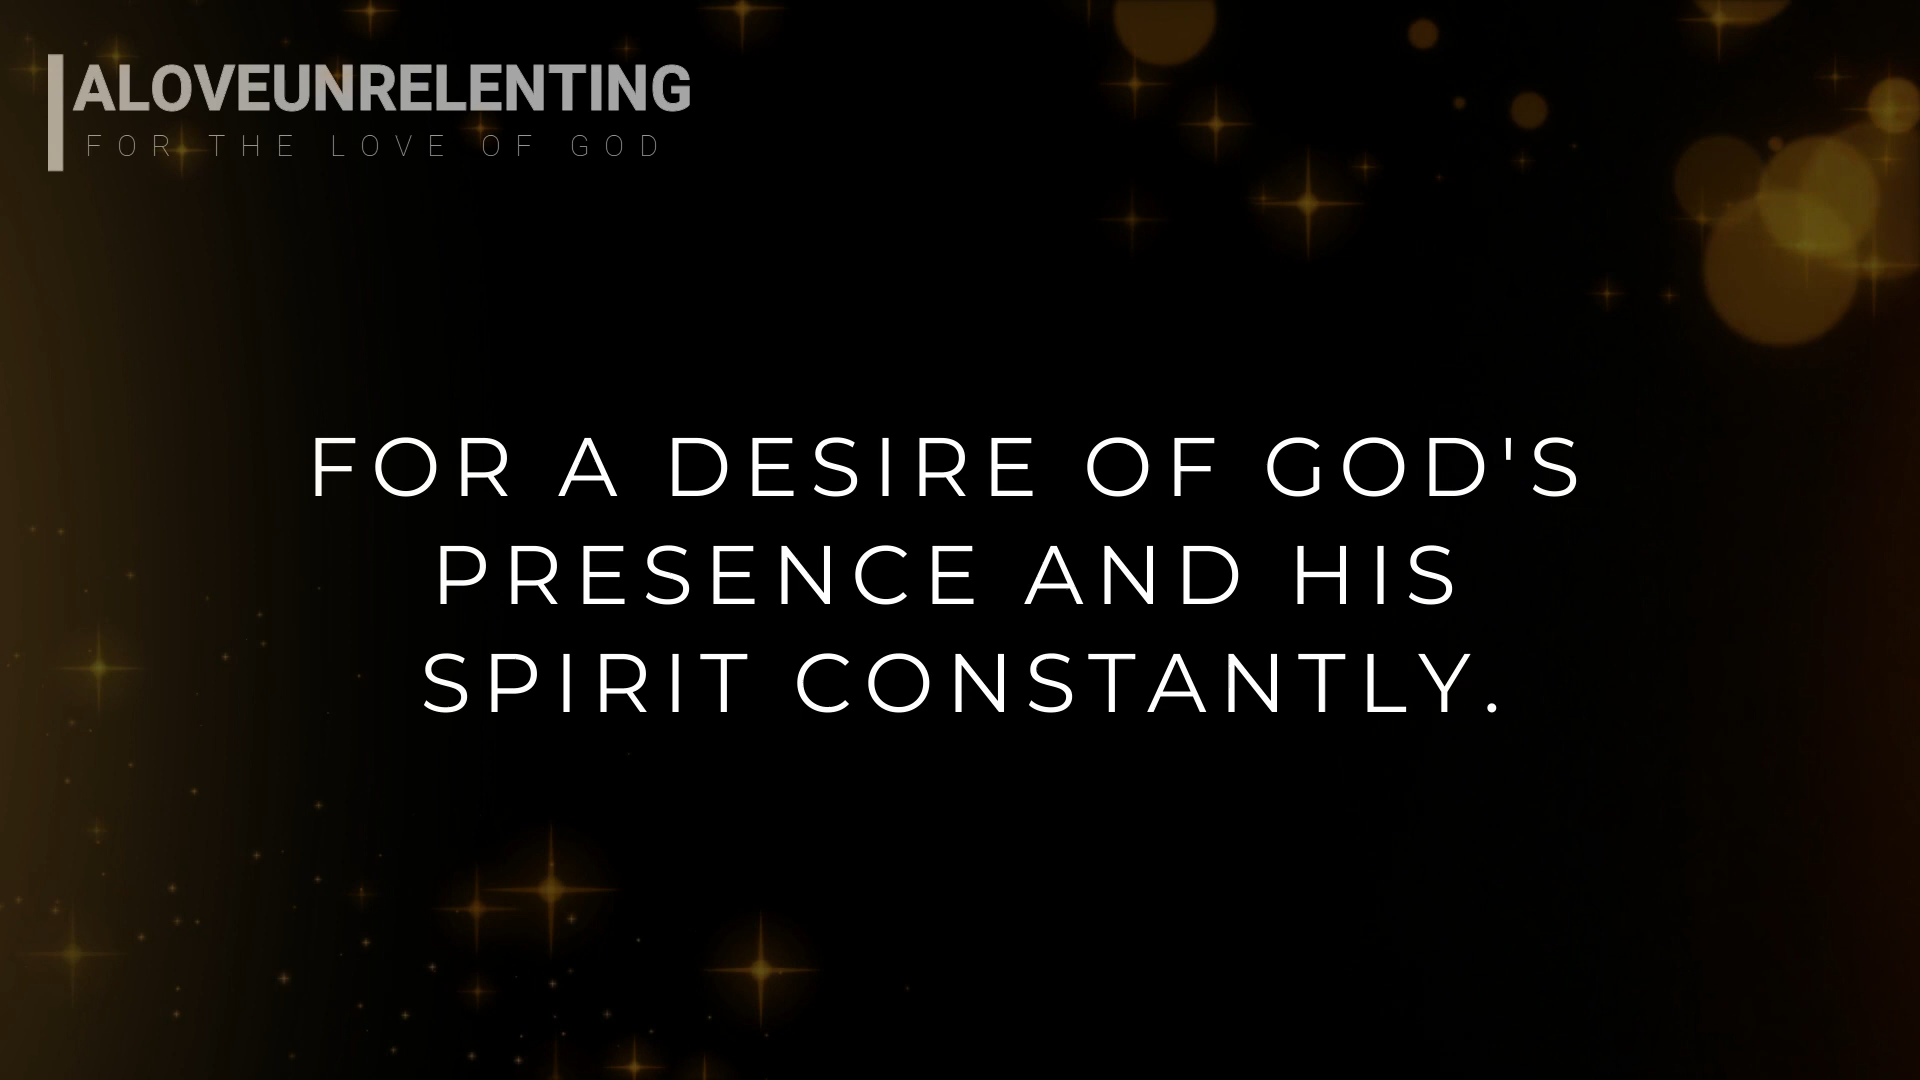 ALOVEUNRELENTING
FOR THE LOVE OF GOD
FOR A DESIRE OF GOD'S
PRESENCE AND HIS
SPIRIT CONSTANTLY.